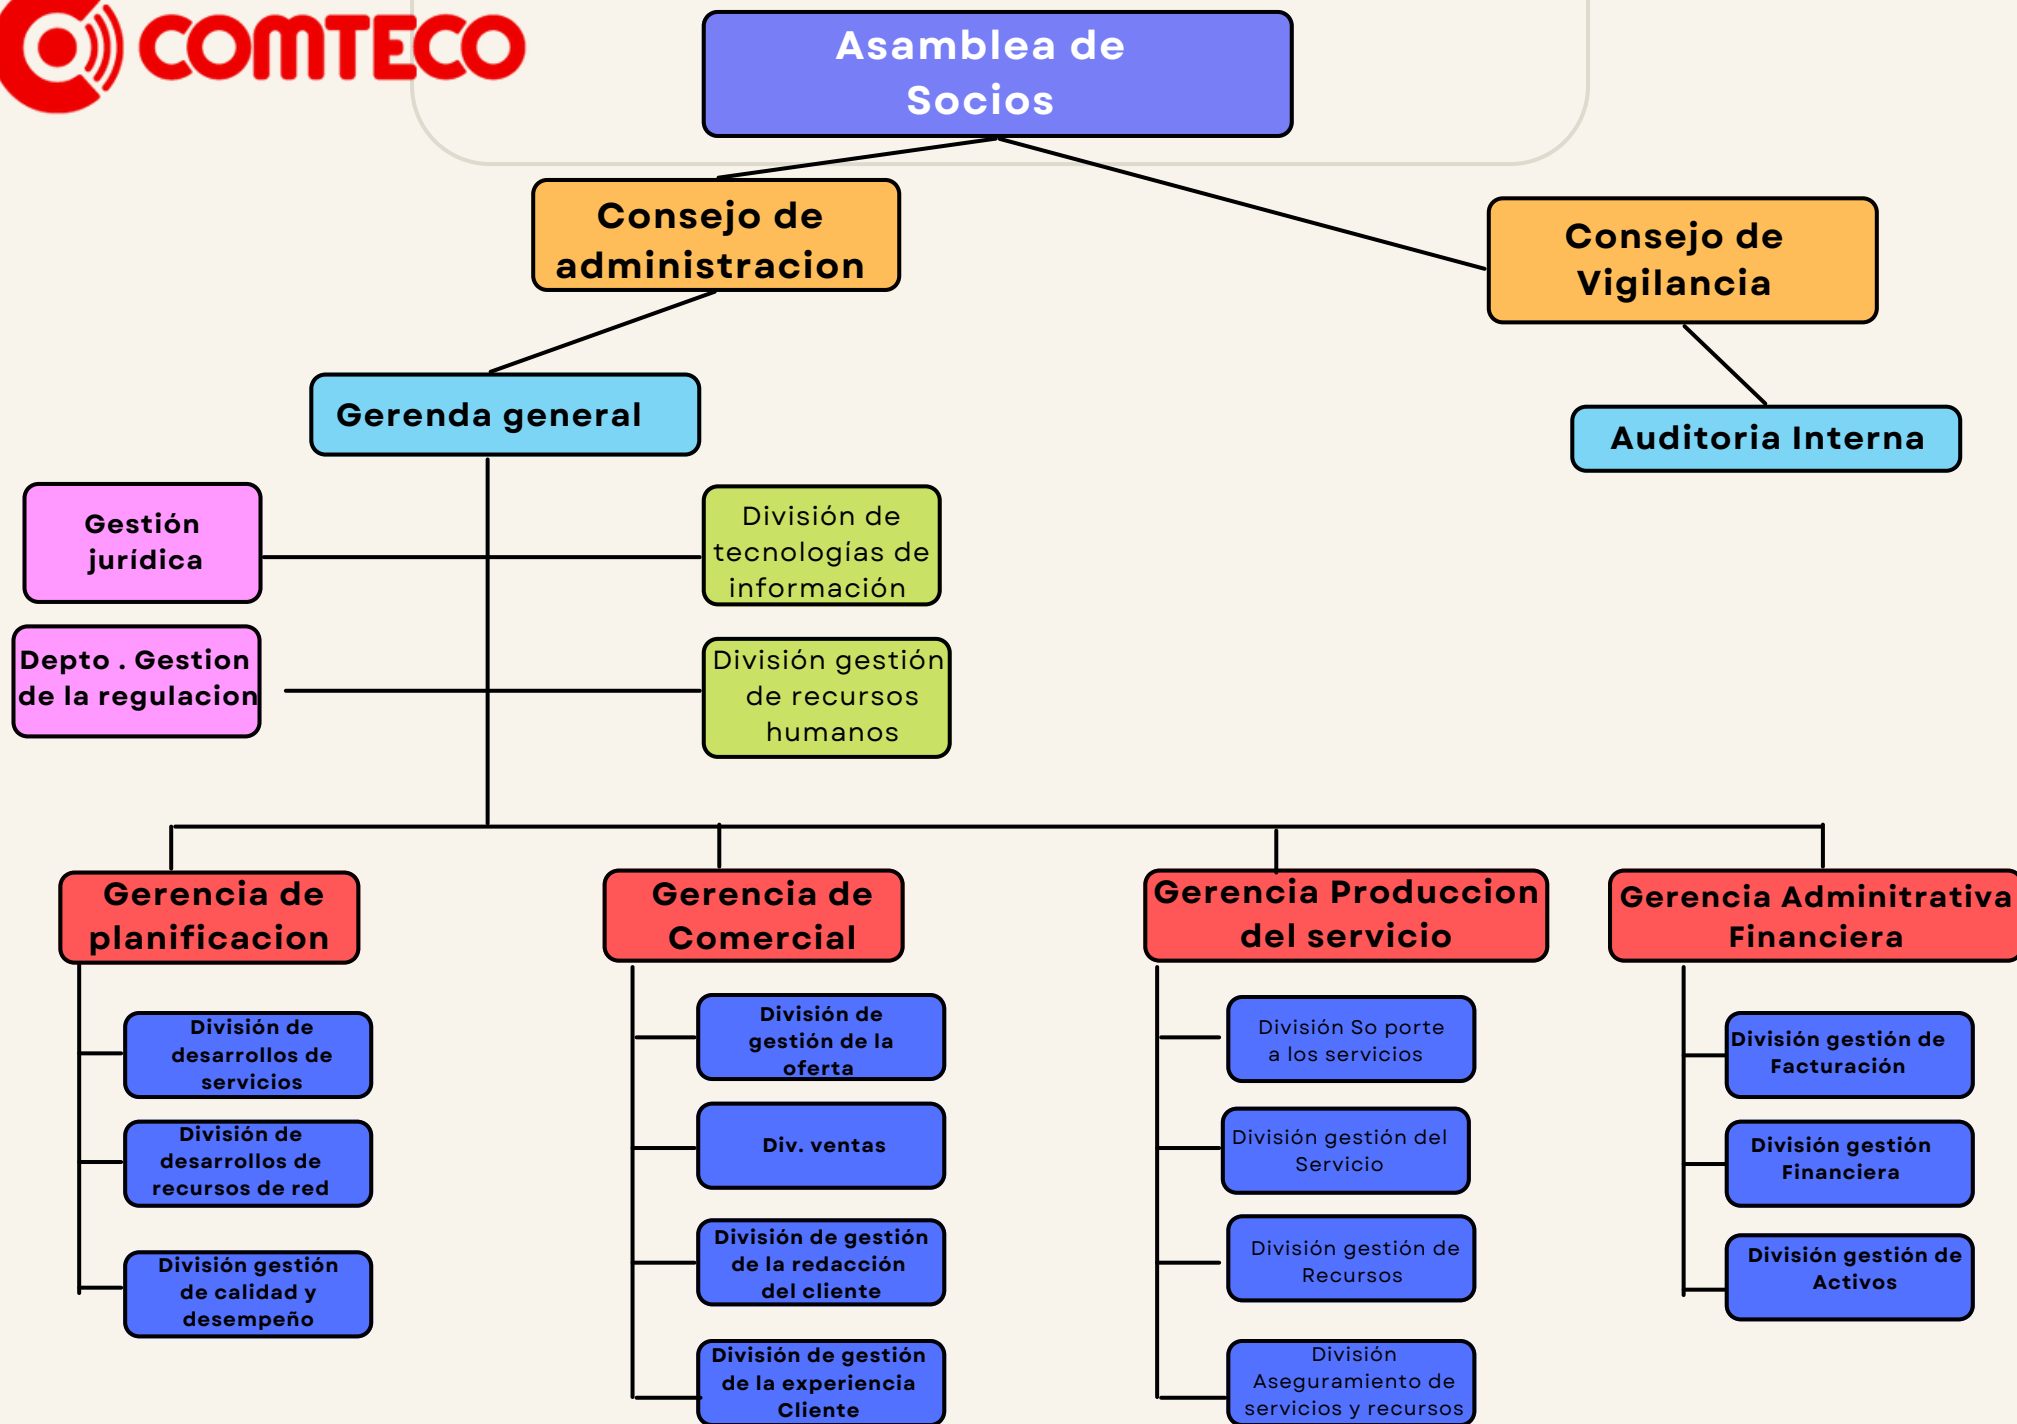 COMTECO
Asamblea de
Socios
Consejo de
administracion
Consejo de
Vigilancia
Gerenda general
Auditoria Interna
Gestión
jurídica
División de
tecnologías de
información
Depto . Gestion
de la regulacion
División gestión
de recursos
humanos
Gerencia de
planificacion
Gerencia de
Comercial
Gerencia Produccion
del servicio
Gerencia Adminitrativa
Financiera
División de
desarrollos de
servicios
División de
desarrollos de
recursos de red
División gestión
de calidad y
desempeño
División de
gestión de la
oferta
Div. ventas
División de gestión
de la redacción
del cliente
División de gestión
de la experiencia
Cliente
División So porte
a los servicios
División gestión del
Servicio
División gestión de
Recursos
División
Aseguramiento de
servicios y recursos
División gestión de
Facturación
División gestión
Financiera
División gestión de
Activos